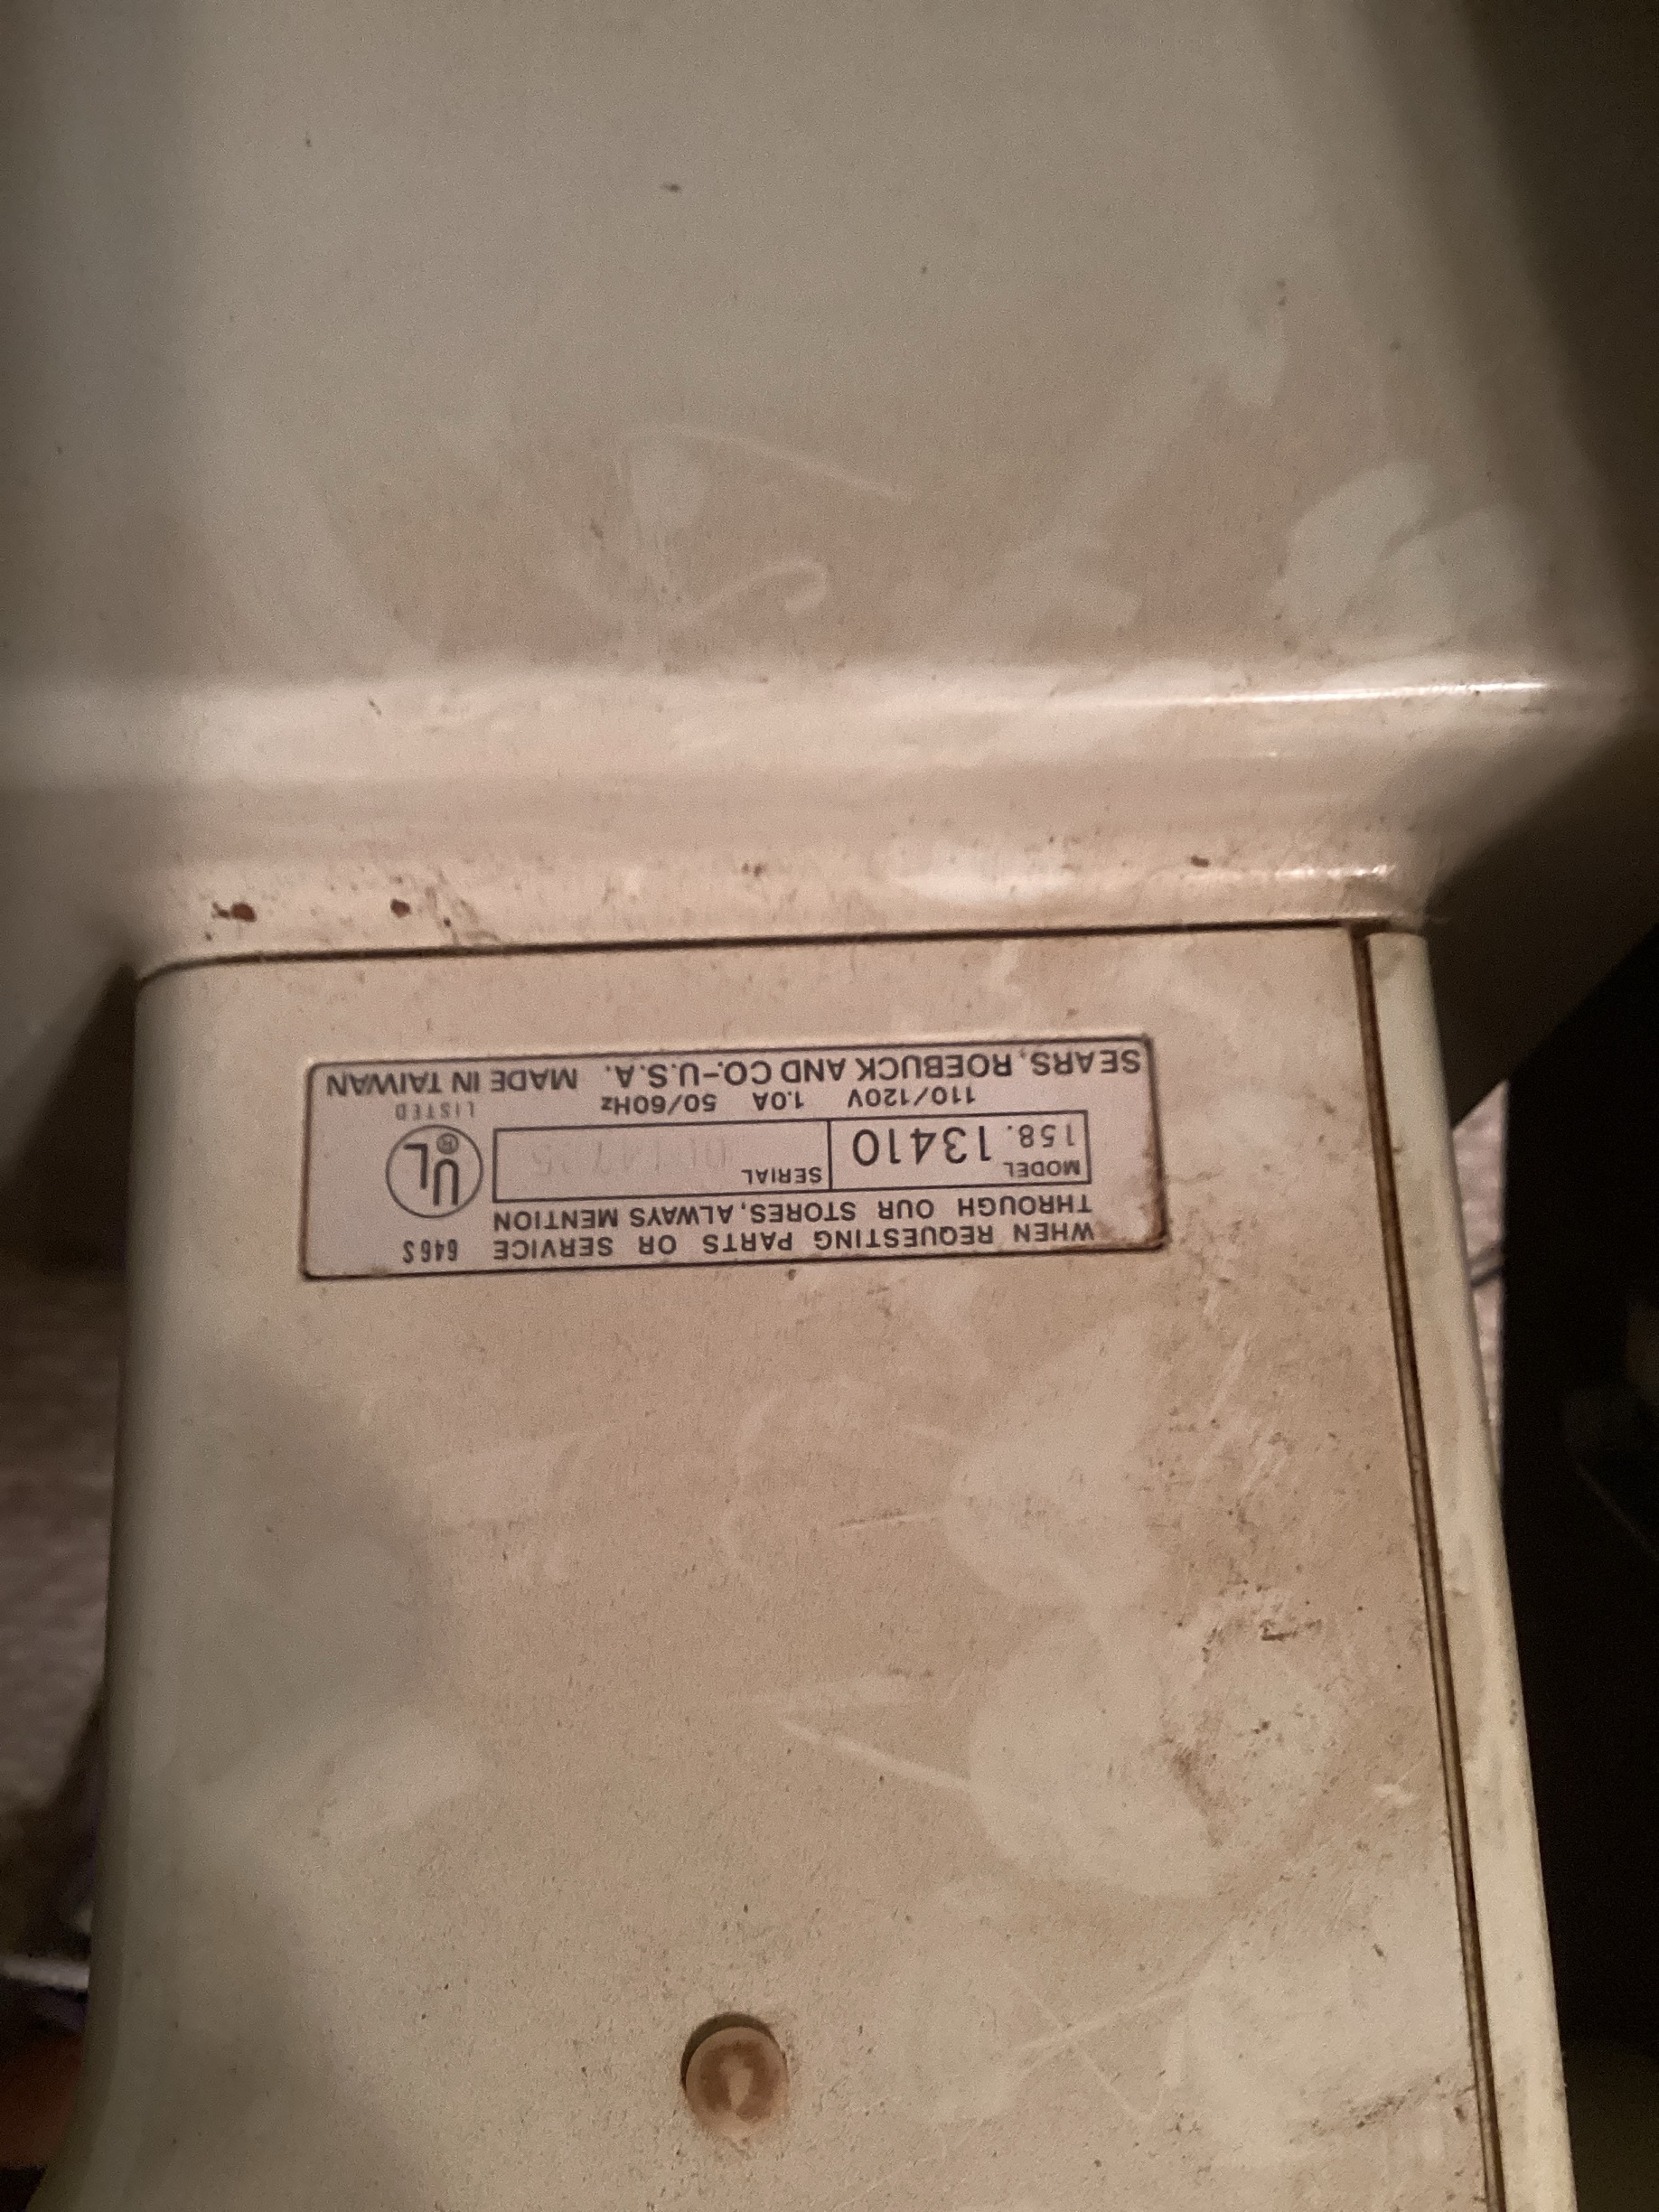 WHEN REQUESTING PARTS OR SERVICE 646S
THROUGH OUR STORES, ALWAYS MENTION
MODEL 158.13410 SERIAL
UL® LISTED
110/120V 1.0A 50/60Hz
SEARS, ROEBUCK AND CO.-U.S.A. MADE IN TAIWAN